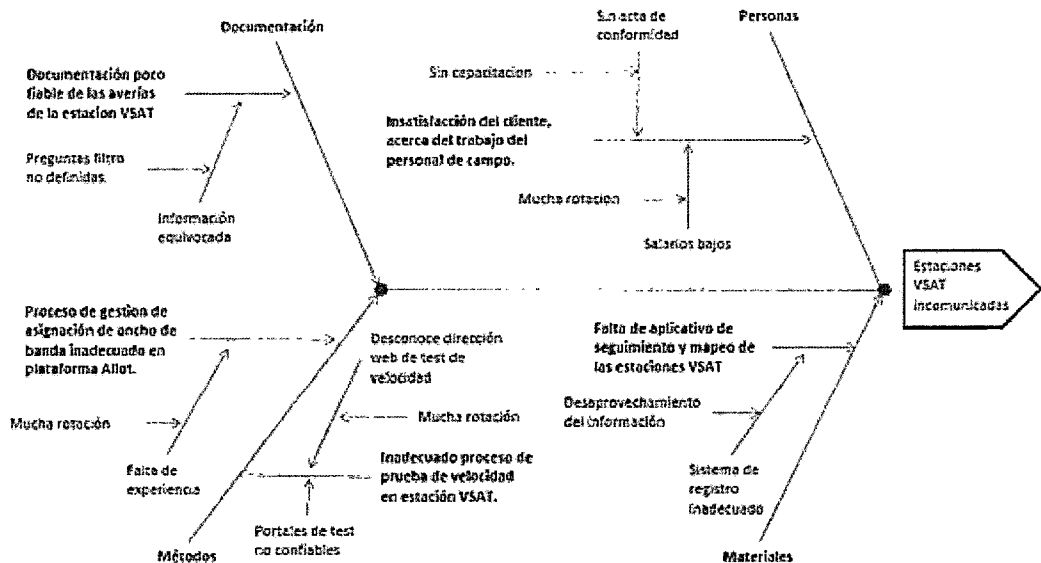 Documentación
Documentación poco
fiable de las averías
de la estacion VSAT
Preguntas filtro
no definidas.
Información
equivocada
Sin acta de
conformidad
Personas
Sin capacitacion
Insatisfacción del cliente,
acerca del trabajo del
personal de campo.
Mucha rotacion
Salarios bajos
Estaciones
VSAT
incomunicadas
Proceso de gestion de
asignación de ancho de
banda inadecuado en
plataforma Allot.
Mucha rotación
Falta de
experiencia
Desconoce dirección
web de test de
velocidad
Mucha rotación
Inadecuado proceso de
prueba de velocidad
en estación VSAT.
Portales de test
no confiables
Métodos
Falta de aplicativo de
seguimiento y mapeo de
las estaciones VSAT
Desaprovechamiento
del información
Sistema de
registro
inadecuado
Materiales